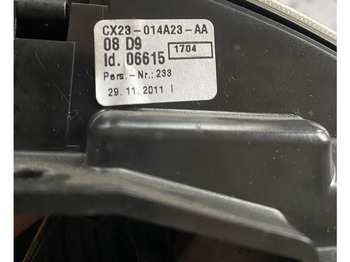 CX23-014A23-AA
08 D9
Id. 06615 1704
Pers.-Nr.: 233
29.11.2011 I